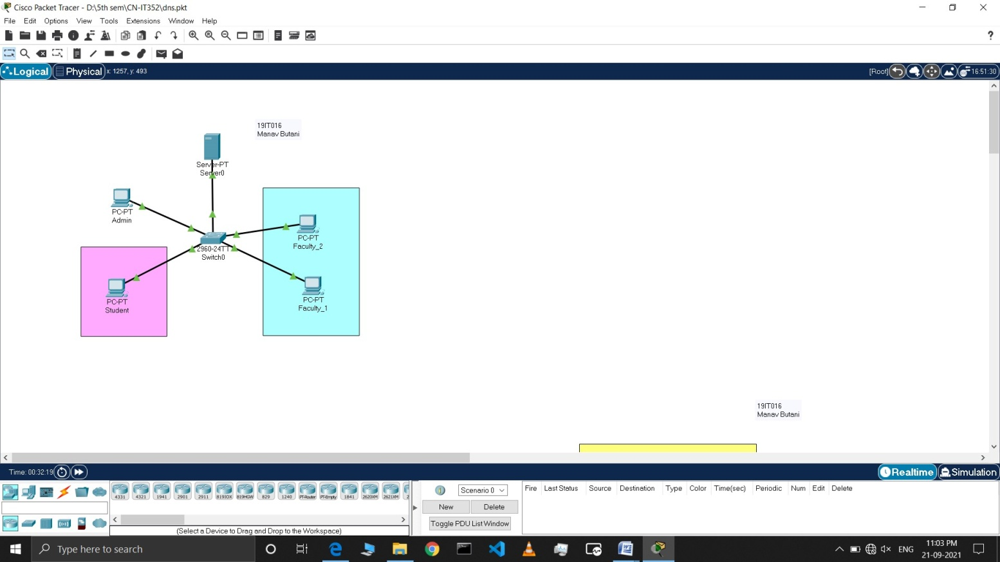 Cisco Packet Tracer - D:\5th sem\CN-IT352\dns.pkt
File Edit Options View Tools Extensions Window Help
?
Logical Physical x: 1257, y: 493 [Root] 16:51:30
19IT016
Manav Butani
Server-PT
Server0
PC-PT
Admin
PC-PT
Faculty_2
2960-24TT
Switch0
PC-PT
Student
PC-PT
Faculty_1
19IT016
Manav Butani
Time: 00:32:19 Realtime Simulation
4331 4321 1941 2901 2911 819IOX 819HGW 829 1240 PT-Router PT-Empty 1841 2620XM 2621XM 2
(Select a Device to Drag and Drop to the Workspace)
Scenario 0
New Delete
Toggle PDU List Window
Fire Last Status Source Destination Type Color Time(sec) Periodic Num Edit Delete
Type here to search
ENG
11:03 PM
21-09-2021